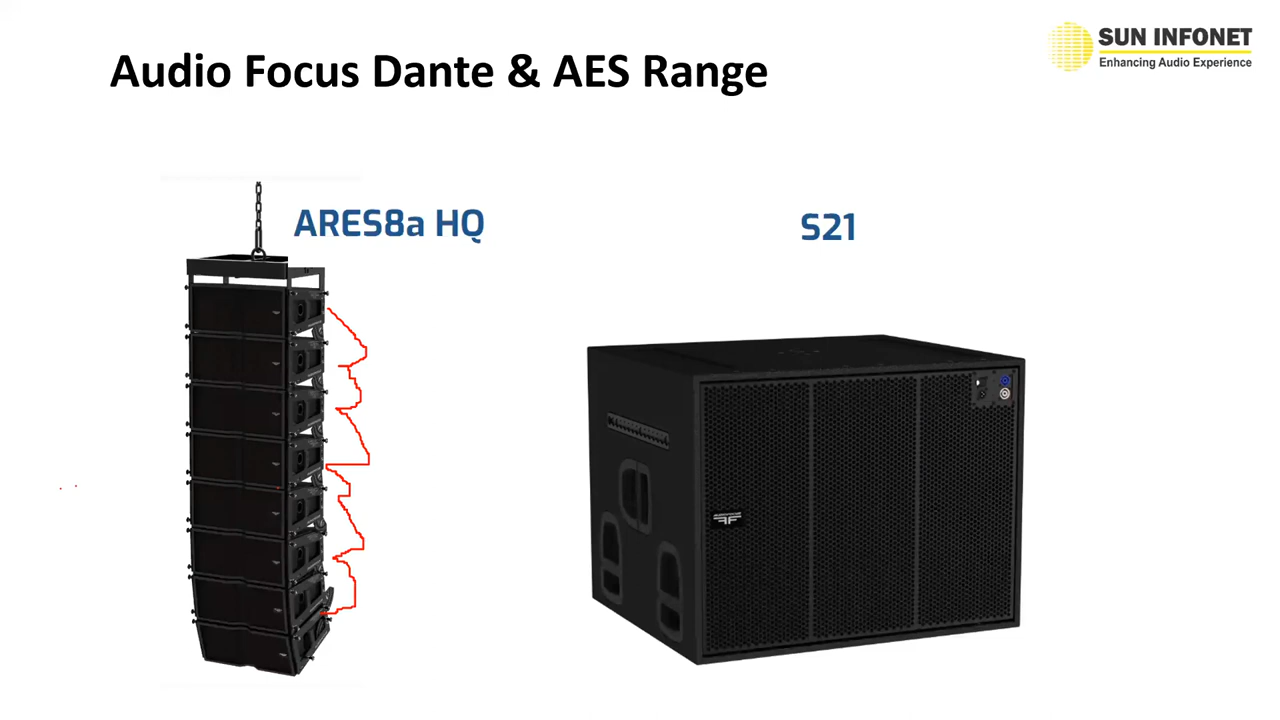 Audio Focus Dante & AES Range
SUN INFONET
Enhancing Audio Experience
ARES8a HQ
S21